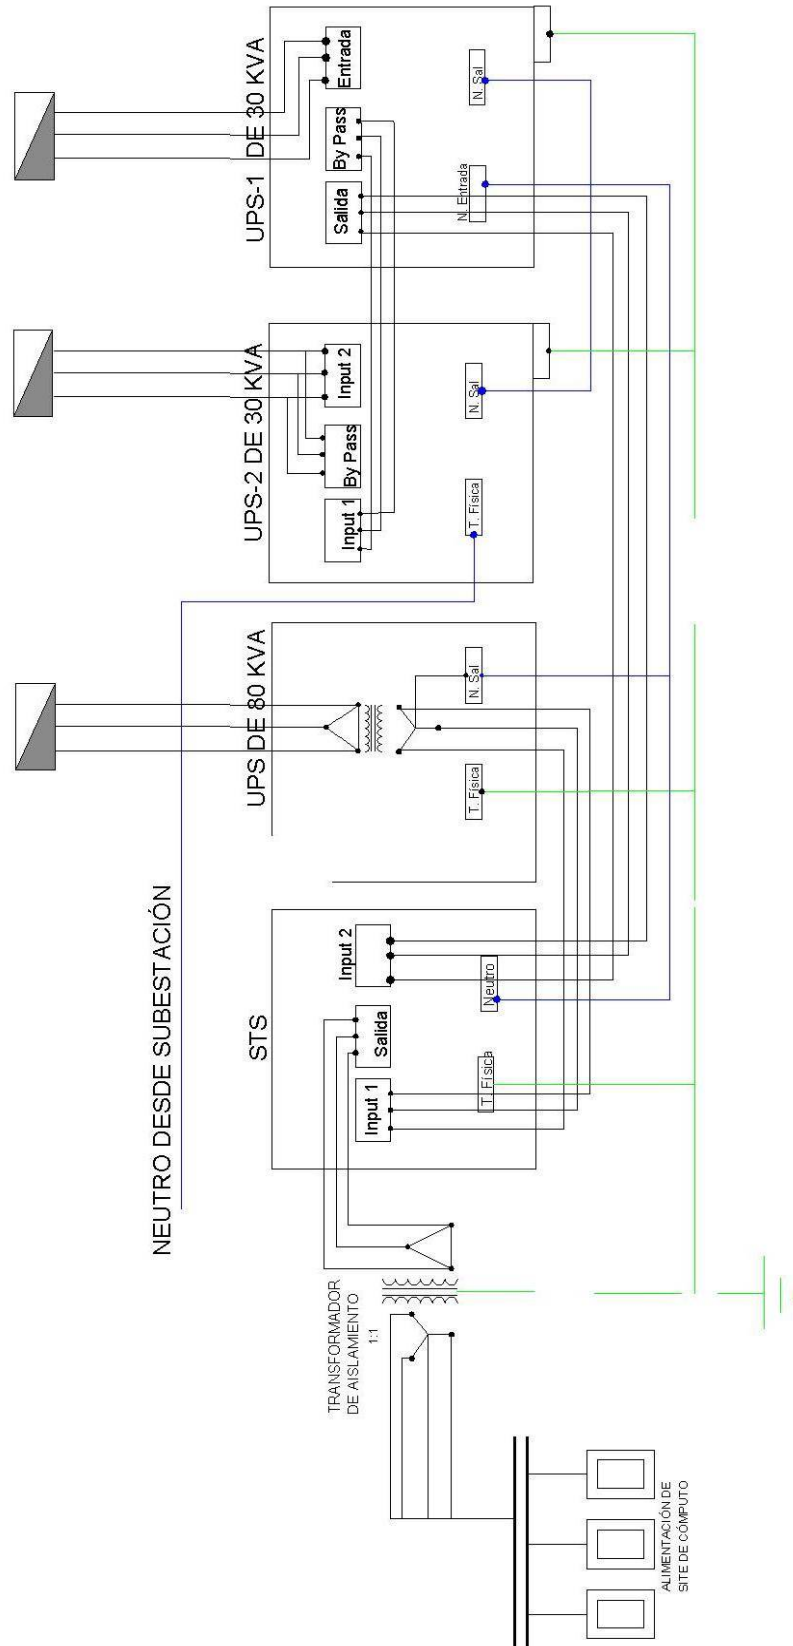 UPS-1 DE 30 KVA
Entrada
By Pass
Salida
N. Sal
N. Entrada
UPS-2 DE 30 KVA
Input 2
By Pass
Input 1
N. Sal
T. Física
UPS DE 80 KVA
N. Sal
T. Física
NEUTRO DESDE SUBESTACIÓN
STS
Input 2
Salida
Input 1
Neutro
T. Física
TRANSFORMADOR
DE AISLAMIENTO
1:1
ALIMENTACIÓN DE
SITE DE CÓMPUTO